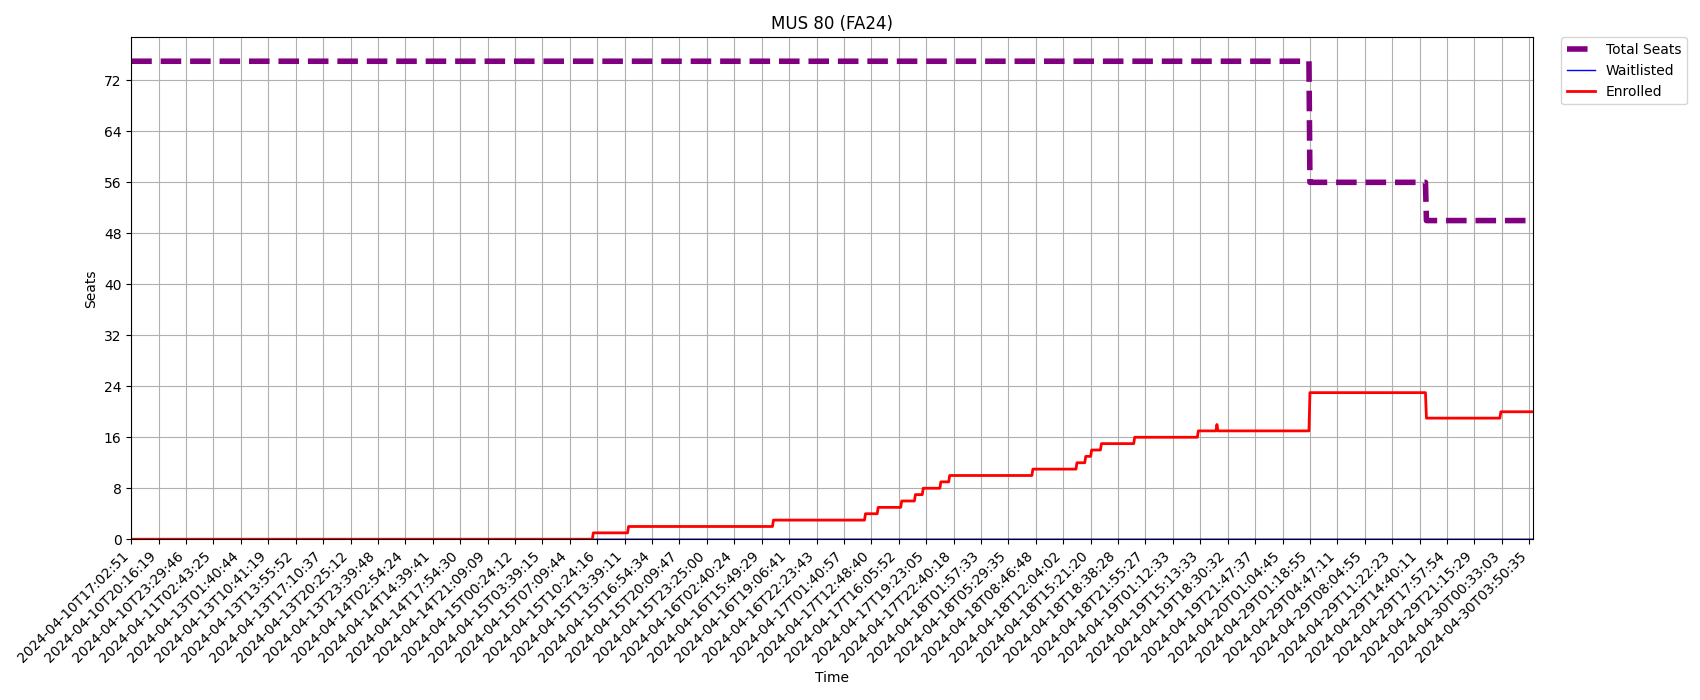 MUS 80 (FA24)
Total Seats
Waitlisted
Enrolled
72
64
56
48
40
32
24
16
8
0
Seats
2024-04-10T17:02:51
2024-04-10T20:16:19
2024-04-10T23:29:46
2024-04-11T02:43:25
2024-04-13T01:40:44
2024-04-13T10:41:19
2024-04-13T13:55:52
2024-04-13T17:10:37
2024-04-13T20:25:12
2024-04-13T23:39:48
2024-04-14T02:54:24
2024-04-14T14:39:41
2024-04-14T17:54:30
2024-04-14T21:09:09
2024-04-15T00:24:12
2024-04-15T03:39:15
2024-04-15T07:09:44
2024-04-15T10:24:16
2024-04-15T13:39:11
2024-04-15T16:54:34
2024-04-15T20:09:47
2024-04-15T23:25:00
2024-04-16T02:40:24
2024-04-16T15:49:29
2024-04-16T19:06:41
2024-04-16T22:23:43
2024-04-17T01:40:57
2024-04-17T12:48:40
2024-04-17T16:05:52
2024-04-17T19:23:05
2024-04-17T22:40:18
2024-04-18T01:57:33
2024-04-18T05:29:35
2024-04-18T08:46:48
2024-04-18T12:04:02
2024-04-18T15:21:20
2024-04-18T18:38:28
2024-04-18T21:55:27
2024-04-19T01:12:33
2024-04-19T15:13:33
2024-04-19T18:30:32
2024-04-19T21:47:37
2024-04-20T01:04:45
2024-04-29T01:18:55
2024-04-29T04:47:11
2024-04-29T08:04:55
2024-04-29T11:22:23
2024-04-29T14:40:11
2024-04-29T17:57:54
2024-04-29T21:15:29
2024-04-30T00:33:03
2024-04-30T03:50:35
Time